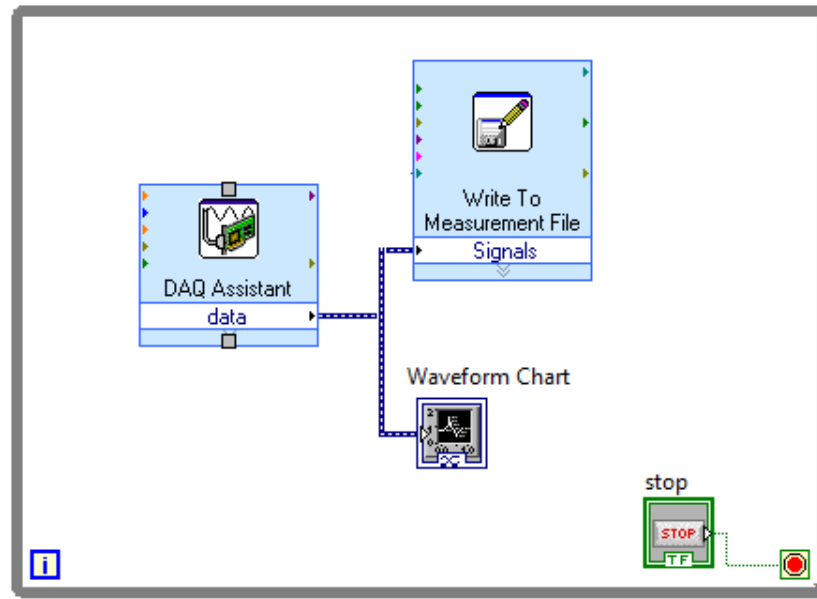 Write To
Measurement File
Signals
DAQ Assistant
data
Waveform Chart
stop
STOP
TF
i